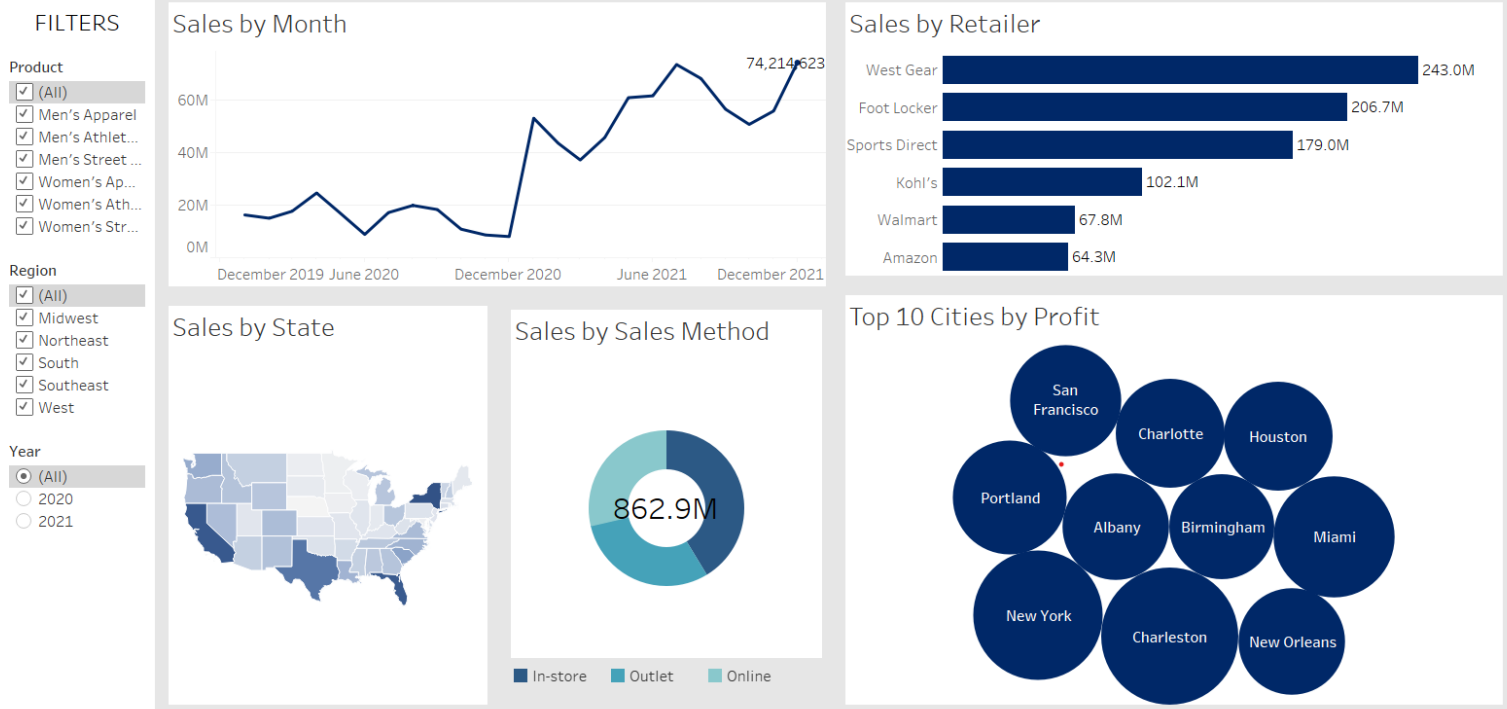 FILTERS
Product
(All)
Men's Apparel
Men's Athlet...
Men's Street ...
Women's Ap...
Women's Ath...
Women's Str...
Region
(All)
Midwest
Northeast
South
Southeast
West
Year
(All)
2020
2021
Sales by Month
74,214,623
60M
40M
20M
0M
December 2019
June 2020
December 2020
June 2021
December 2021
Sales by Retailer
West Gear
243.0M
Foot Locker
206.7M
Sports Direct
179.0M
Kohl's
102.1M
Walmart
67.8M
Amazon
64.3M
Sales by State
Sales by Sales Method
862.9M
In-store
Outlet
Online
Top 10 Cities by Profit
San
Francisco
Charlotte
Houston
Portland
Albany
Birmingham
Miami
New York
Charleston
New Orleans